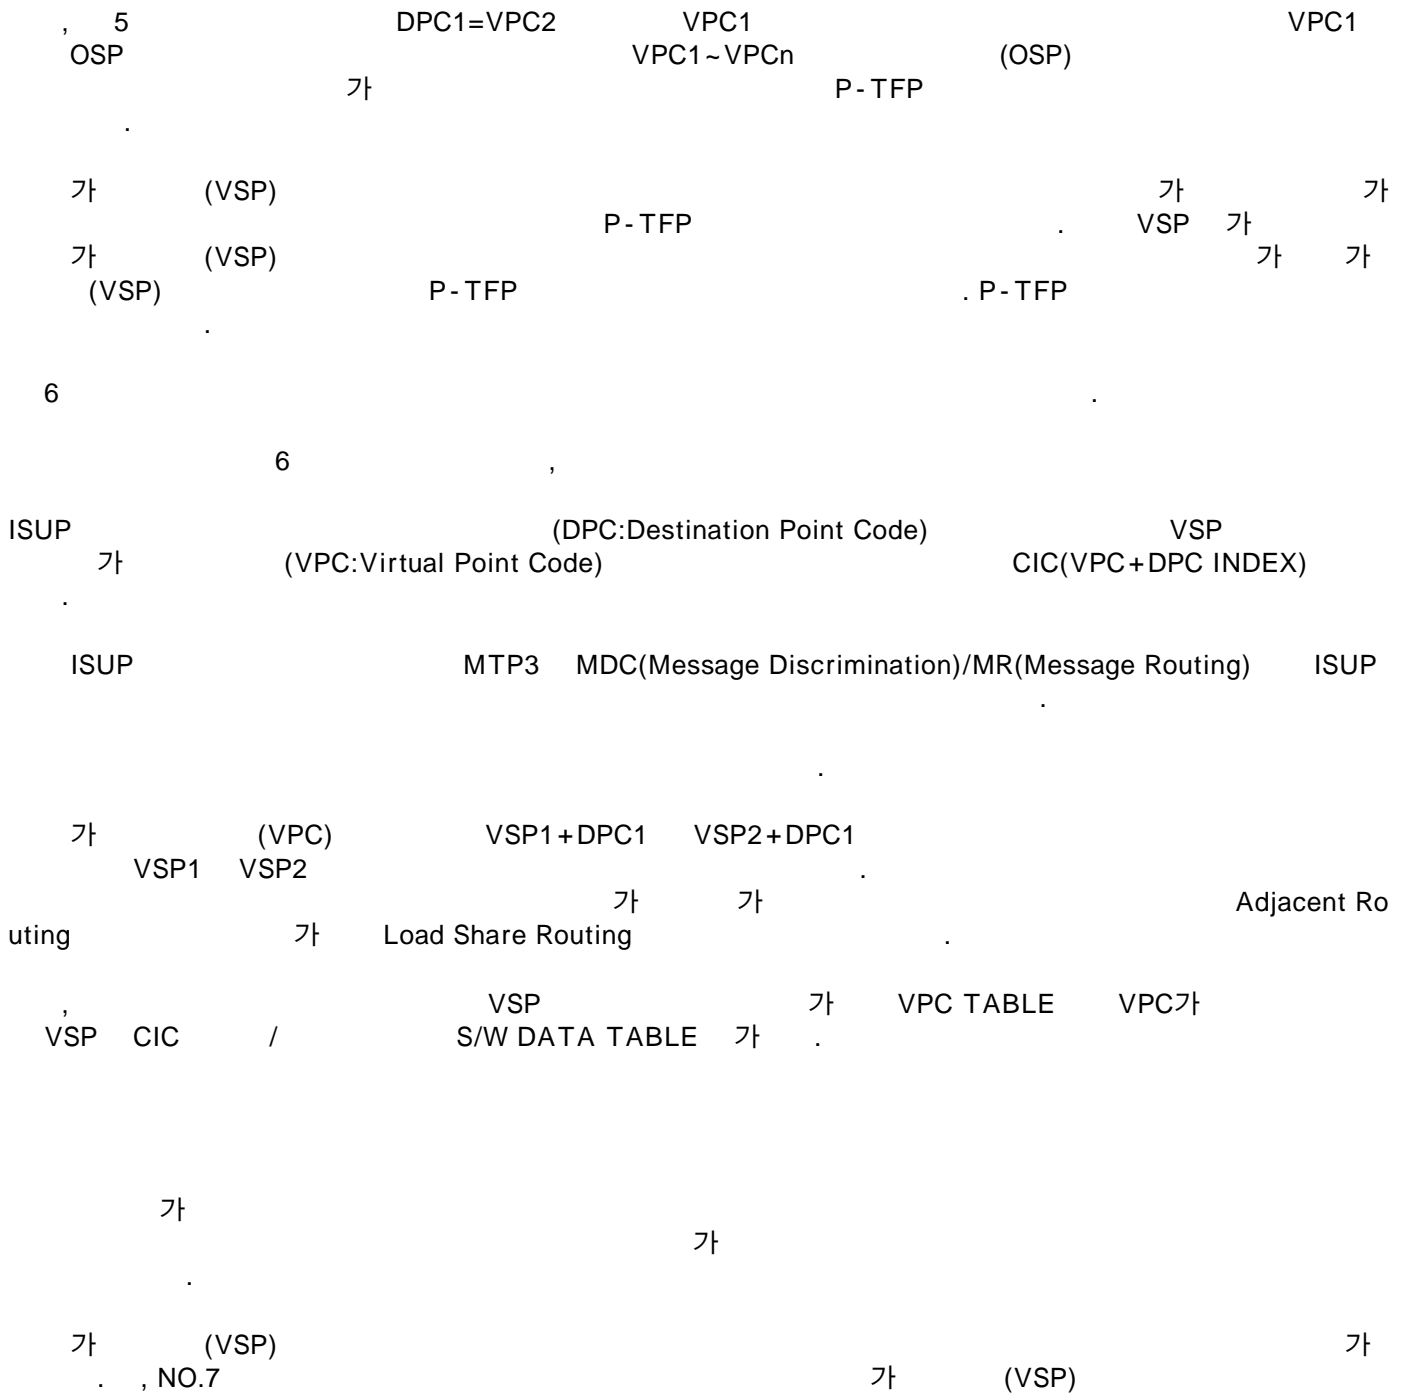 , 5 DPC1=VPC2 VPC1 VPC1
OSP VPC1~VPCn (OSP)
가 P-TFP
.
가 (VSP) 가 가
P-TFP . VSP 가
가 (VSP) 가 가
(VSP) P-TFP . P-TFP
.
6 .
6 ,
ISUP (DPC:Destination Point Code) VSP
가 (VPC:Virtual Point Code) CIC(VPC+DPC INDEX)
.
ISUP MTP3 MDC(Message Discrimination)/MR(Message Routing) ISUP
.
.
가 (VPC) VSP1+DPC1 VSP2+DPC1
VSP1 VSP2 .
가 가 Adjacent Ro
uting 가 Load Share Routing .
, VSP 가 VPC TABLE VPC가
VSP CIC / S/W DATA TABLE 가 .
가
가
.
가 (VSP) 가
. , NO.7 가 (VSP)